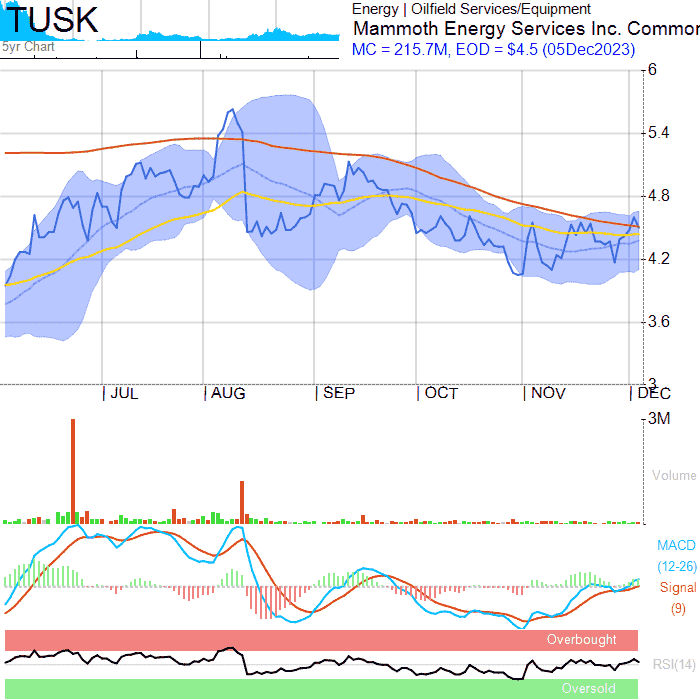 TUSK
5yr Chart
Energy | Oilfield Services/Equipment
Mammoth Energy Services Inc. Common
MC = 215.7M, EOD = $4.5 (05Dec2023)
6
5.4
4.8
4.2
3.6
3
JUL AUG SEP OCT NOV DEC
3M
Volume
MACD
(12-26)
Signal
(9)
Overbought
RSI(14)
Oversold